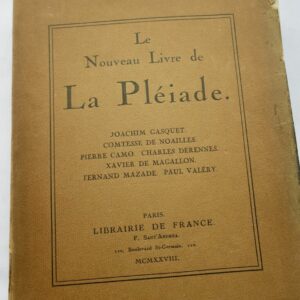 Le
Nouveau Livre de
La Pléiade.
JOACHIM GASQUET.
COMTESSE DE NOAILLES.
PIERRE CAMO. CHARLES DERENNES.
XAVIER DE MAGALLON.
FERNAND MAZADE. PAUL VALÉRY.
PARIS.
LIBRAIRIE DE FRANCE.
F. Sant'Andrea.
110, Boulevard St-Germain, 110.
MCMXXVIII.